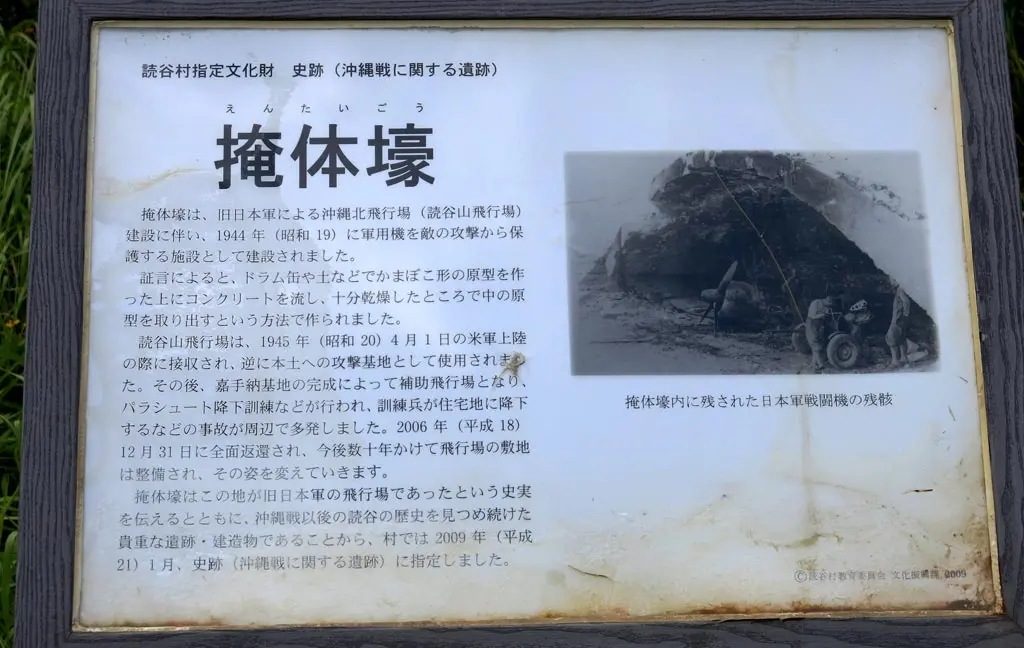 読谷村指定文化財　史跡（沖縄戦に関する遺跡）
えんたいごう
掩体壕
掩体壕は、旧日本軍による沖縄北飛行場（読谷山飛行場）
建設に伴い、1944 年（昭和 19）に軍用機を敵の攻撃から保
護する施設として建設されました。
証言によると、ドラム缶や土などでかまぼこ形の原型を作
った上にコンクリートを流し、十分乾燥したところで中の原
型を取り出すという方法で作られました。
読谷山飛行場は、1945 年（昭和 20）4 月 1 日の米軍上陸
の際に接収され、逆に本土への攻撃基地として使用されまし
た。その後、嘉手納基地の完成によって補助飛行場となり、
パラシュート降下訓練などが行われ、訓練兵が住宅地に降下
するなどの事故が周辺で多発しました。2006 年（平成 18）
12 月 31 日に全面返還され、今後数十年かけて飛行場の敷地
は整備され、その姿を変えていきます。
掩体壕はこの地が旧日本軍の飛行場であったという史実
を伝えるとともに、沖縄戦以後の読谷の歴史を見つめ続けた
貴重な遺跡・建造物であることから、村では 2009 年（平成
21）1 月、史跡（沖縄戦に関する遺跡）に指定しました。
掩体壕内に残された日本軍戦闘機の残骸
©読谷村教育委員会 文化振興課 2009